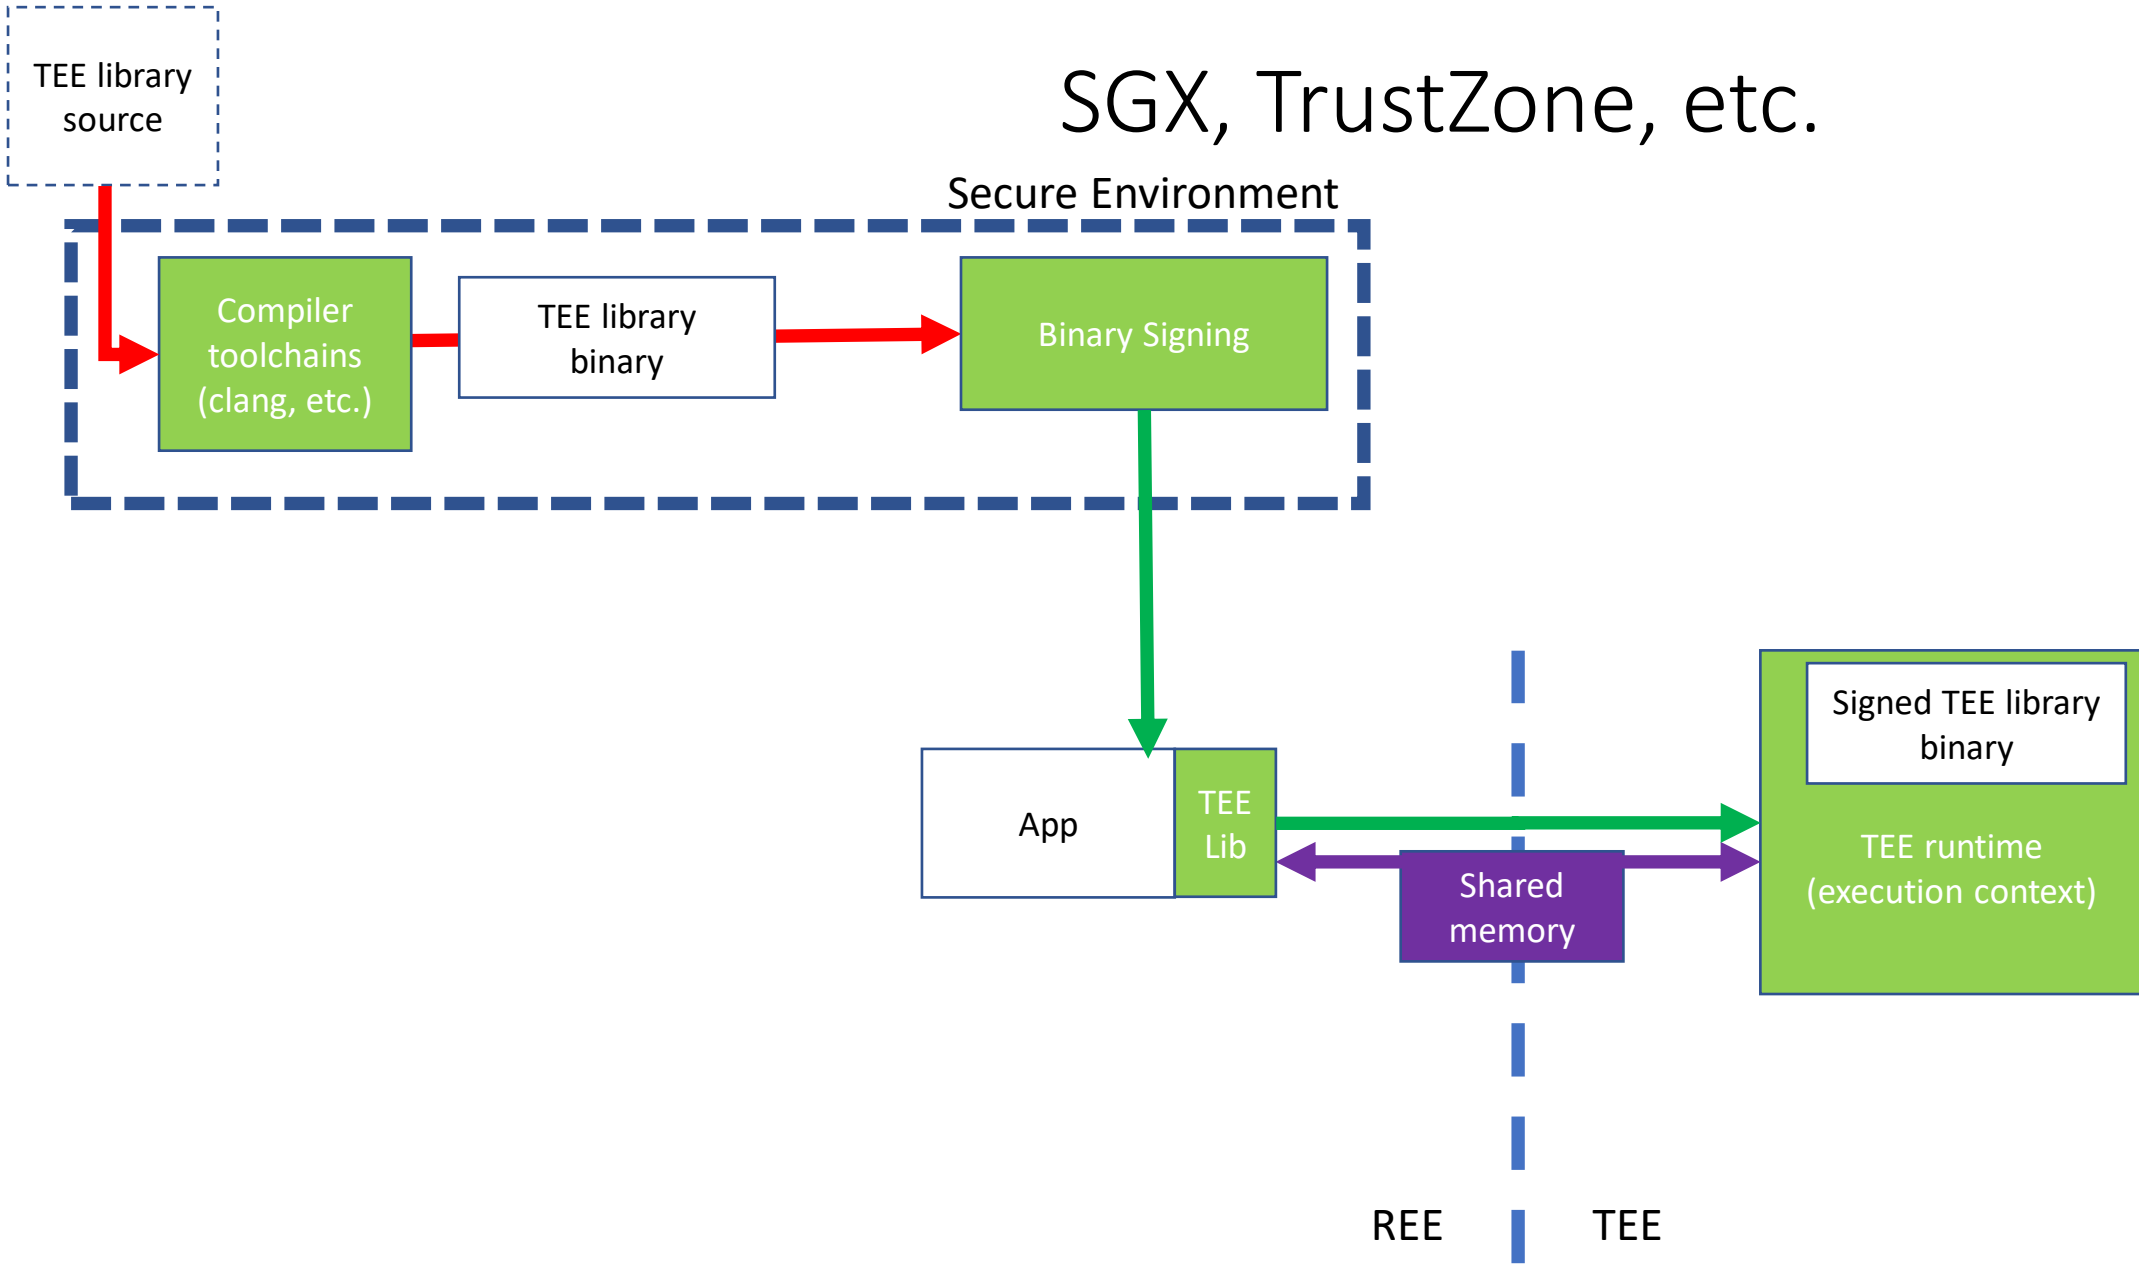 TEE library
source
SGX, TrustZone, etc.
Secure Environment
Compiler
toolchains
(clang, etc.)
TEE library
binary
Binary Signing
Signed TEE library
binary
App
TEE
Lib
Shared
memory
TEE runtime
(execution context)
REE
TEE